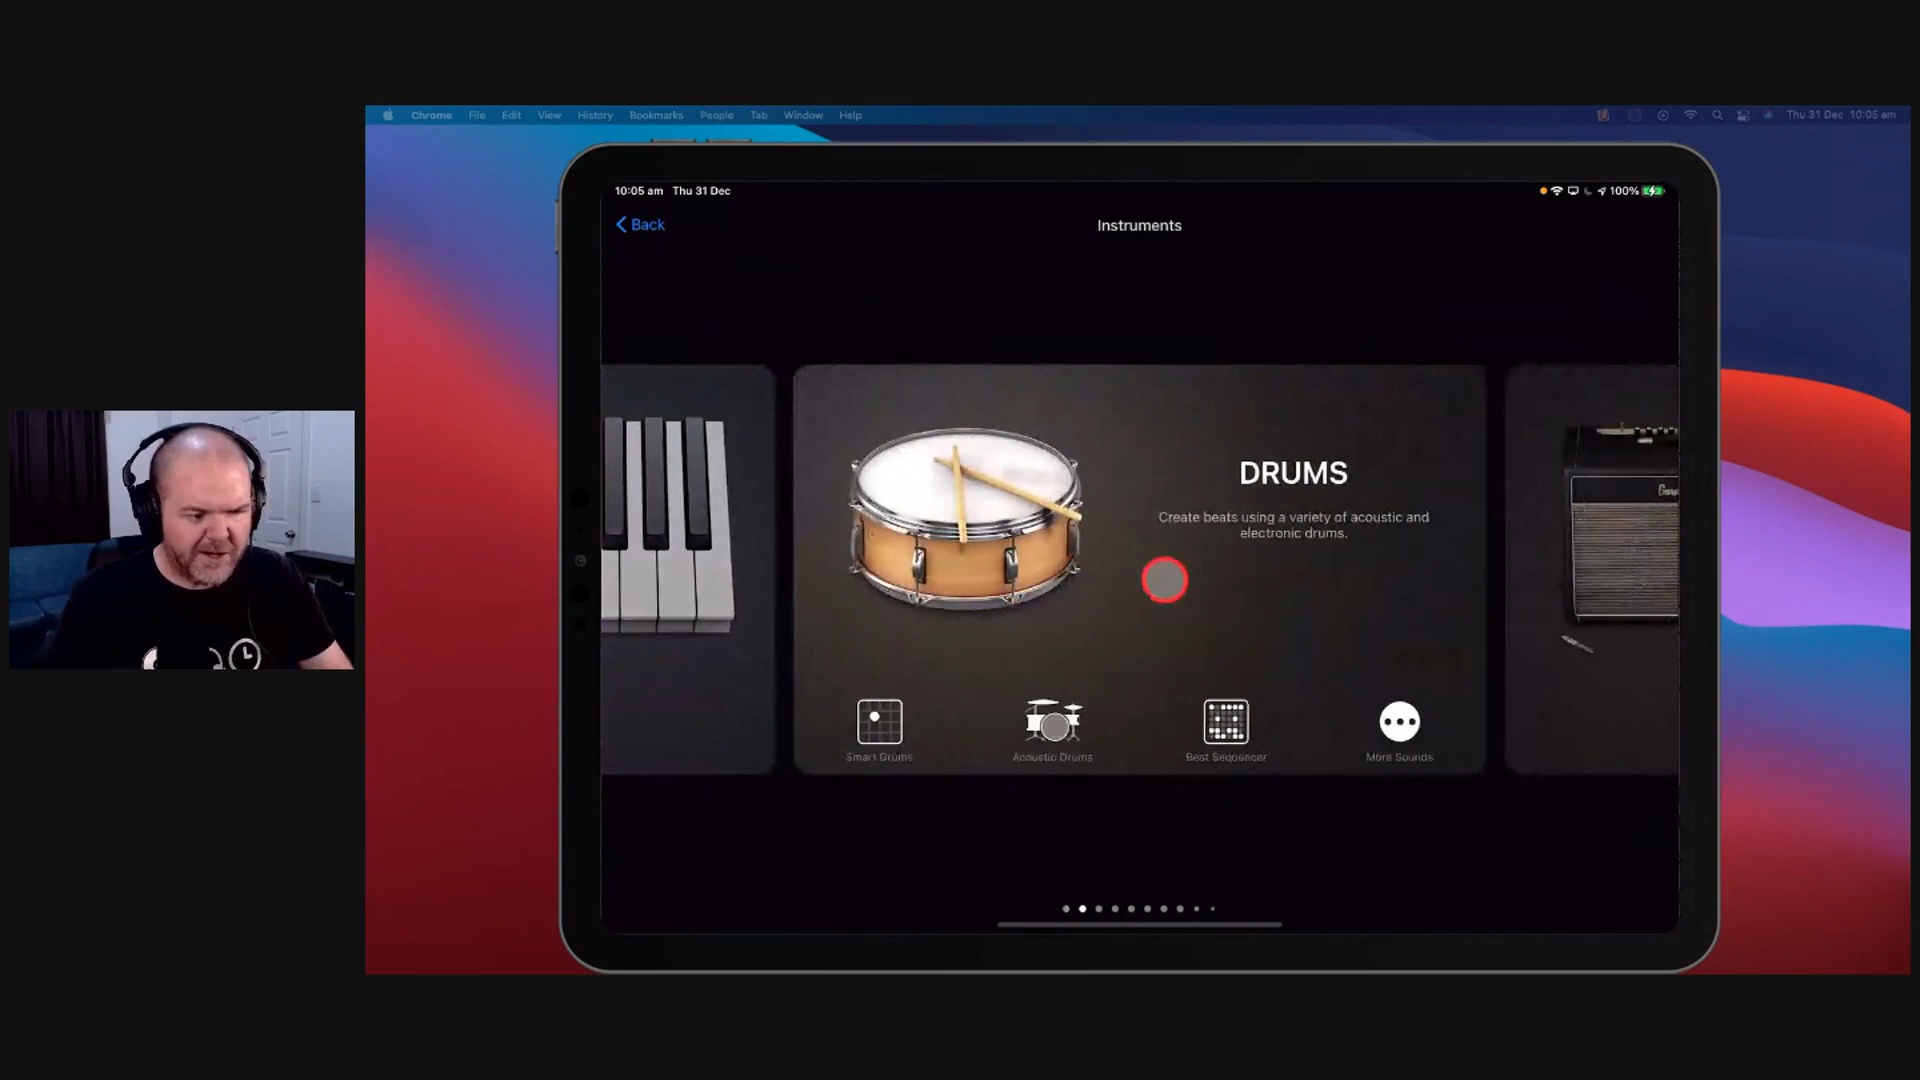 Chrome File Edit View History Bookmarks People Tab Window Help
Thu 31 Dec 10:05 am
10:05 am Thu 31 Dec
100%
Back
Instruments
DRUMS
Create beats using a variety of acoustic and
electronic drums.
Smart Drums
Acoustic Drums
Beat Sequencer
More Sounds